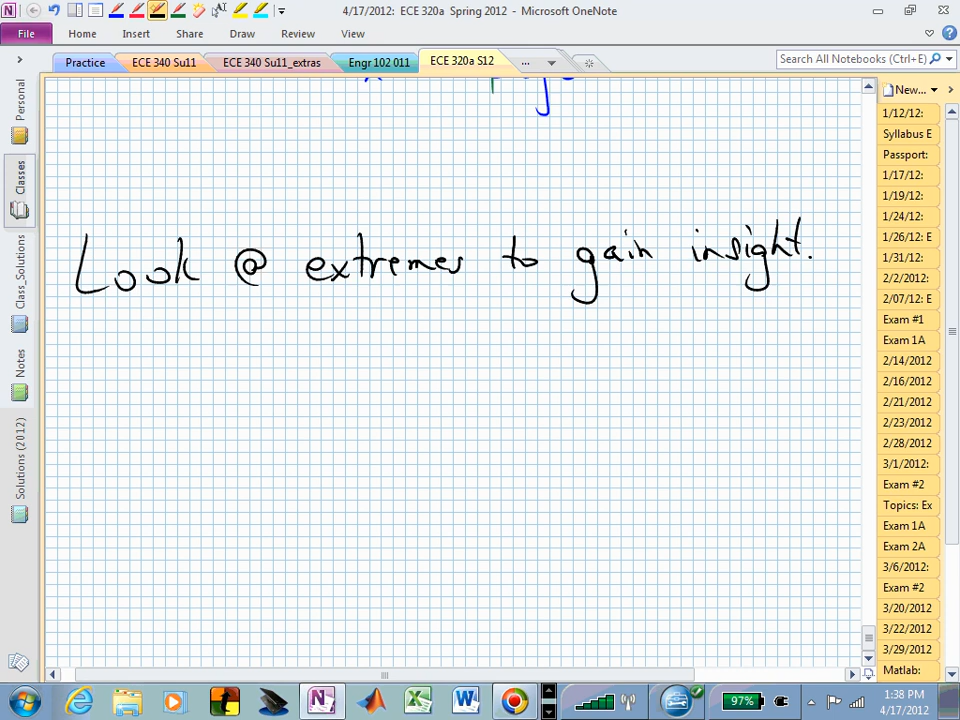 4/17/2012: ECE 320a Spring 2012 - Microsoft OneNote
File Home Insert Share Draw Review View
Practice ECE 340 Su11 ECE 340 Su11_extras Engr 102 011 ECE 320a S12 ... Search All Notebooks (Ctrl+E)
New...
Personal
Classes
Class_Solutions
Notes
Solutions (2012)
Look @ extremes to gain insight.
1/12/12:
Syllabus E
Passport:
1/17/12:
1/19/12:
1/24/12:
1/26/12: E
1/31/12:
2/2/2012:
2/07/12: E
Exam #1
Exam 1A
2/14/2012
2/16/2012
2/21/2012
2/23/2012
2/28/2012
3/1/2012:
Exam #2
Topics: Ex
Exam 1A
Exam 2A
3/6/2012:
Exam #2
3/20/2012
3/22/2012
3/29/2012
Matlab:
97%
1:38 PM
4/17/2012